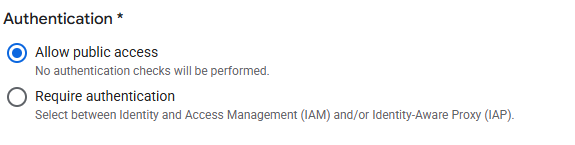 Authentication *
Allow public access
No authentication checks will be performed.
Require authentication
Select between Identity and Access Management (IAM) and/or Identity-Aware Proxy (IAP).